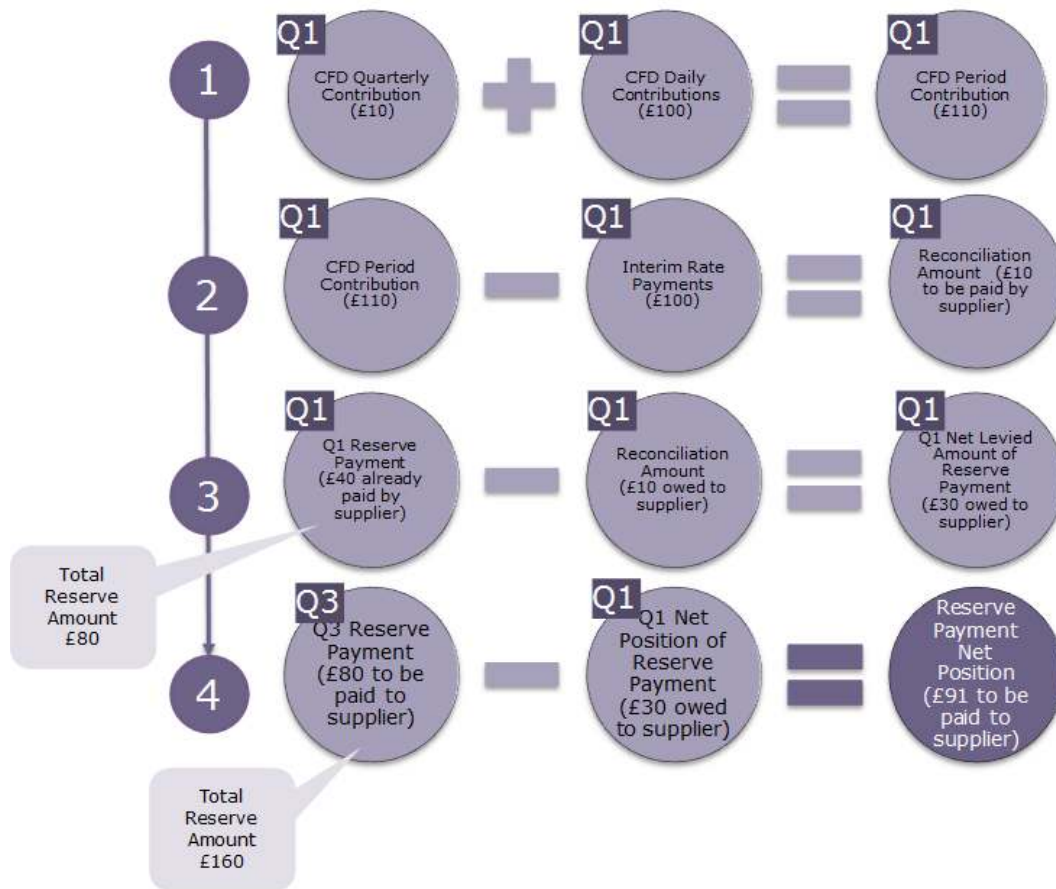 1
Q1
CFD Quarterly
Contribution
(£10)
Q1
CFD Daily
Contributions
(£100)
Q1
CFD Period
Contribution
(£110)
2
Q1
CFD Period
Contribution
(£110)
Q1
Interim Rate
Payments
(£100)
Q1
Reconciliation
Amount (£10
to be paid by
supplier)
3
Q1
Q1 Reserve
Payment
(£40 already
paid by
supplier)
Q1
Reconciliation
Amount
(£10 owed to
supplier)
Q1
Q1 Net Levied
Amount of
Reserve
Payment
(£30 owed to
supplier)
Total
Reserve
Amount
£80
4
Q3
Q3 Reserve
Payment
(£80 to be
paid to
supplier)
Q1
Q1 Net
Position of
Reserve
Payment
(£30 owed
to supplier)
Reserve
Payment
Net
Position
(£91 to be
paid to
supplier)
Total
Reserve
Amount
£160